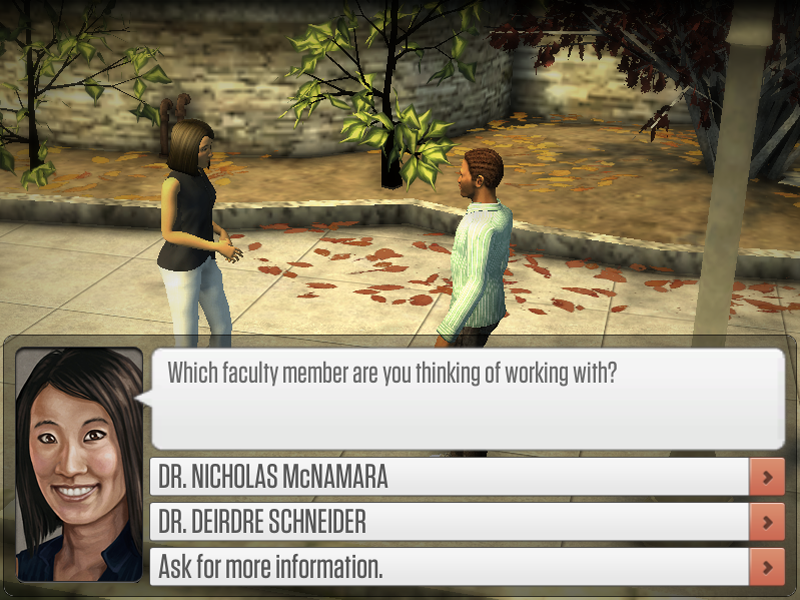 Which faculty member are you thinking of working with?
DR. NICHOLAS McNAMARA
DR. DEIRDRE SCHNEIDER
Ask for more information.